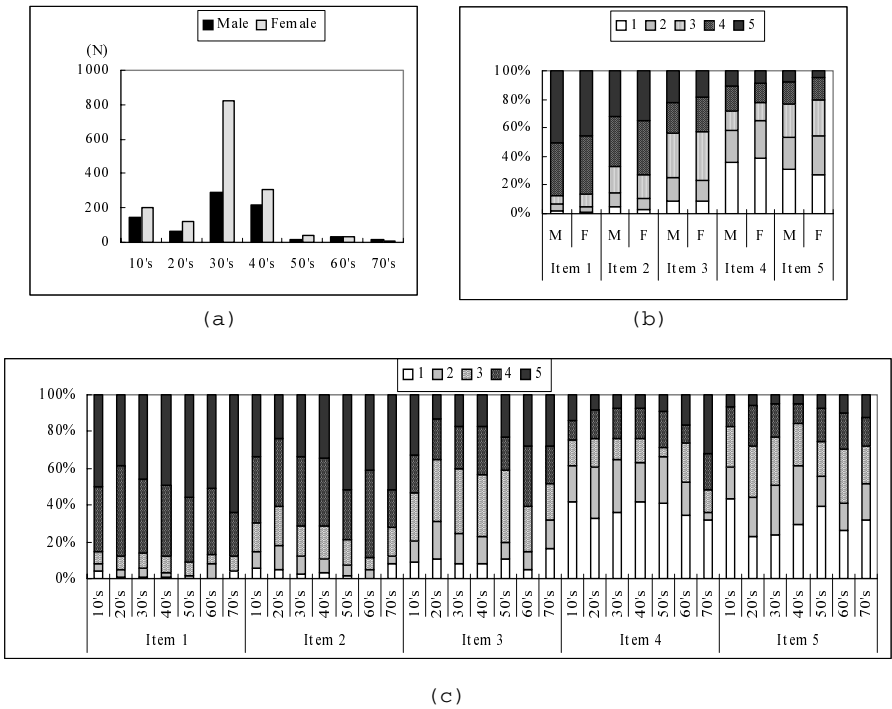 Male Female
(N)
1000
800
600
400
200
0
10's 20's 30's 40's 50's 60's 70's
(a)
1 2 3 4 5
100%
80%
60%
40%
20%
0%
M F M F M F M F M F
Item 1 Item 2 Item 3 Item 4 Item 5
(b)
1 2 3 4 5
100%
80%
60%
40%
20%
0%
10's 20's 30's 40's 50's 60's 70's 10's 20's 30's 40's 50's 60's 70's 10's 20's 30's 40's 50's 60's 70's 10's 20's 30's 40's 50's 60's 70's 10's 20's 30's 40's 50's 60's 70's
Item 1 Item 2 Item 3 Item 4 Item 5
(c)